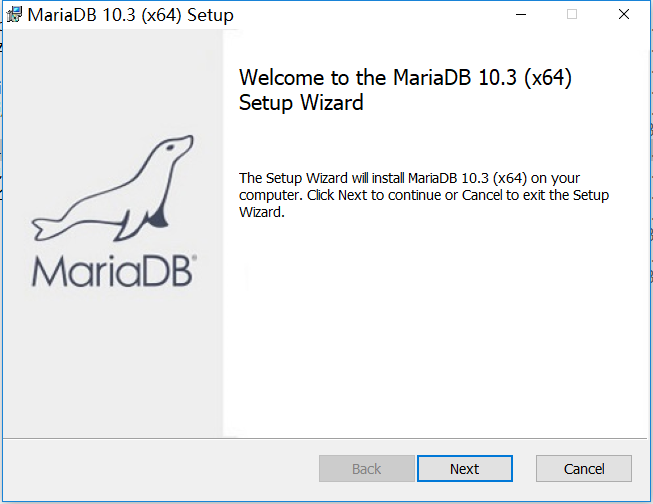 MariaDB 10.3 (x64) Setup
Welcome to the MariaDB 10.3 (x64)
Setup Wizard
The Setup Wizard will install MariaDB 10.3 (x64) on your
computer. Click Next to continue or Cancel to exit the Setup
Wizard.
MariaDB®
Back
Next
Cancel